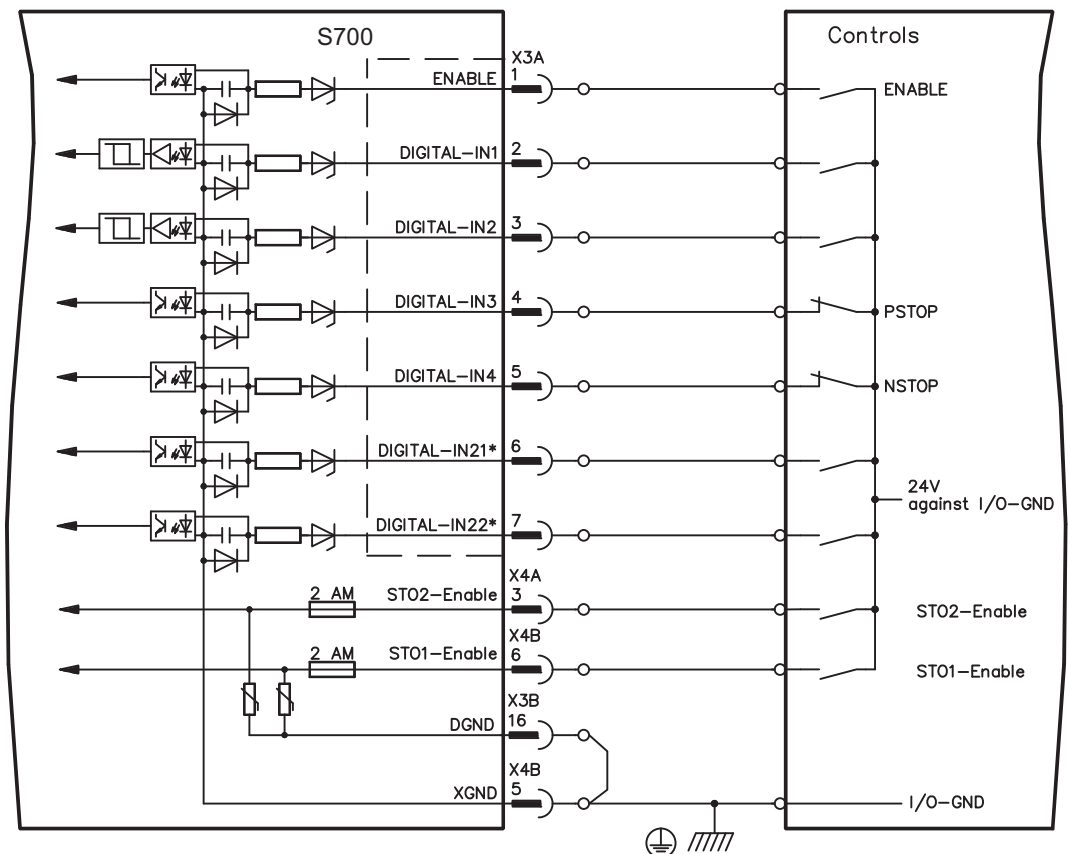 S700
Controls
X3A
ENABLE 1 ENABLE
DIGITAL-IN1 2
DIGITAL-IN2 3
DIGITAL-IN3 4 PSTOP
DIGITAL-IN4 5 NSTOP
DIGITAL-IN21* 6
24V
against I/O-GND
DIGITAL-IN22* 7
X4A
2 AM STO2-Enable 3 STO2-Enable
X4B
2 AM STO1-Enable 6 STO1-Enable
X3B
DGND 16
X4B
XGND 5 I/O-GND